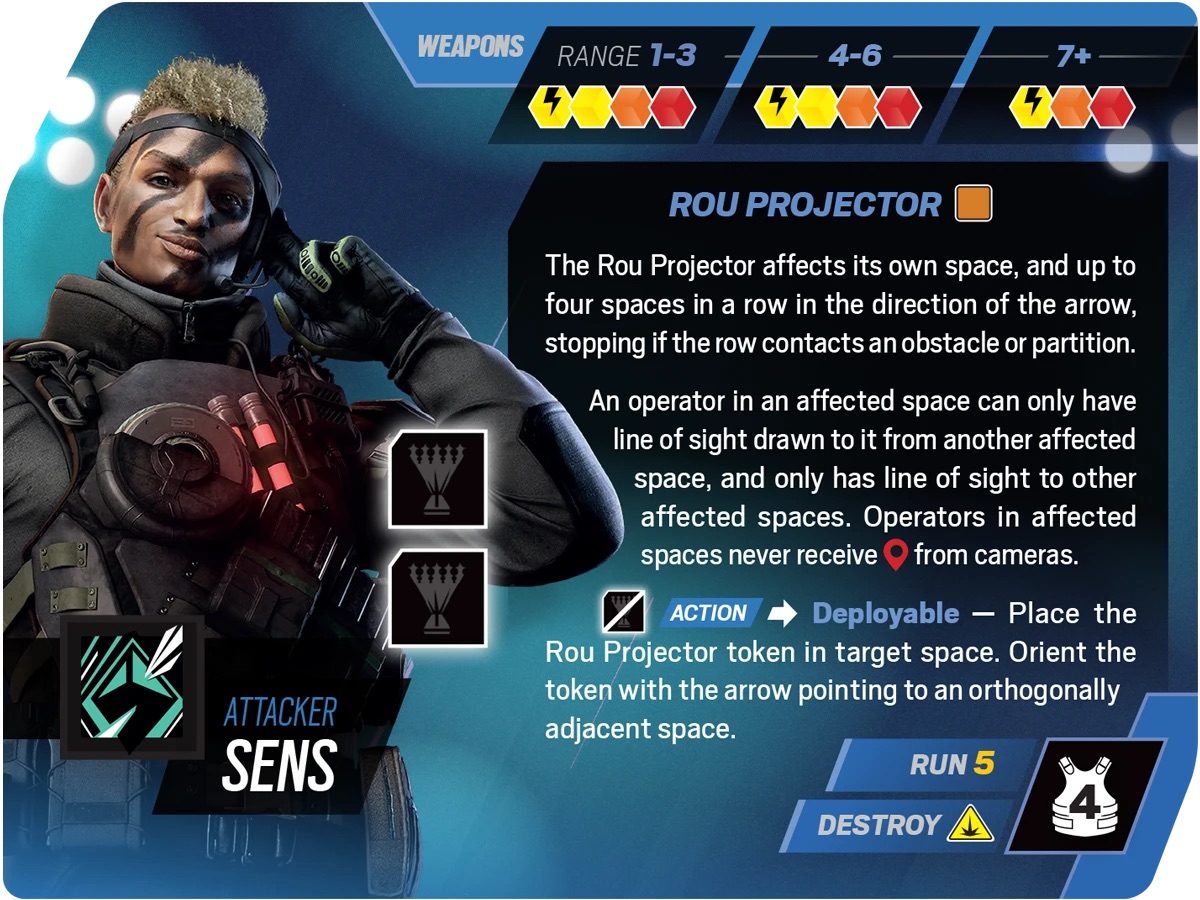 WEAPONS
RANGE 1-3
4-6
7+
ROU PROJECTOR
The Rou Projector affects its own space, and up to
four spaces in a row in the direction of the arrow,
stopping if the row contacts an obstacle or partition.
An operator in an affected space can only have
line of sight drawn to it from another affected
space, and only has line of sight to other
affected spaces. Operators in affected
spaces never receive from cameras.
ACTION Deployable — Place the
Rou Projector token in target space. Orient the
token with the arrow pointing to an orthogonally
adjacent space.
ATTACKER
SENS
RUN 5
DESTROY
4